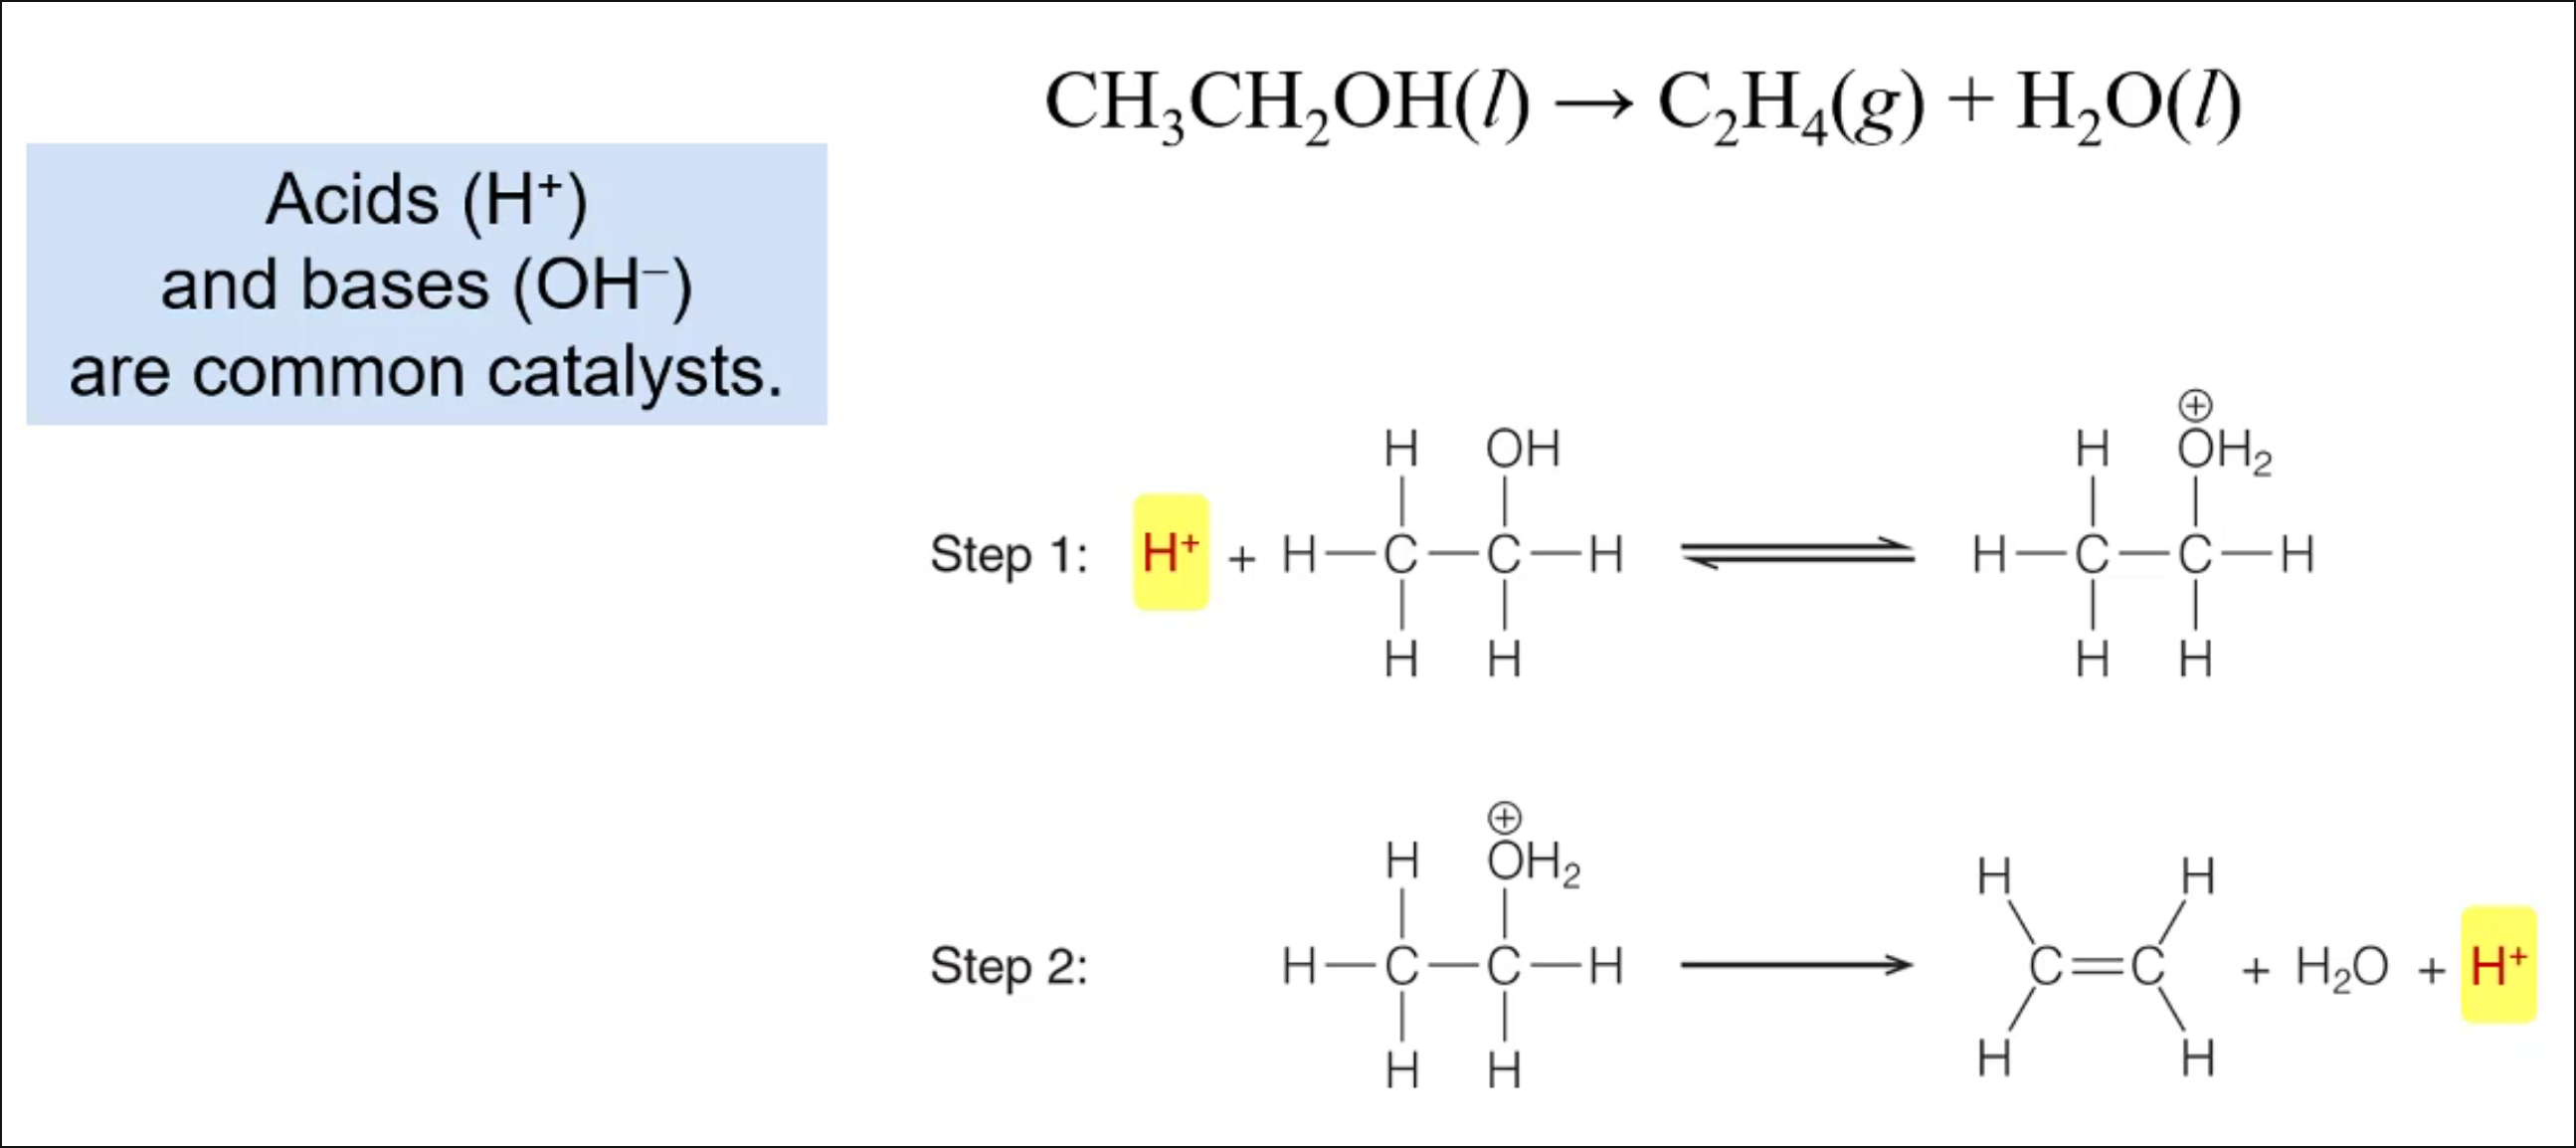 CH₃CH₂OH(l) → C₂H₄(g) + H₂O(l)
Acids (H⁺)
and bases (OH⁻)
are common catalysts.
⊕
H OH H OH₂
Step 1: H⁺ + H—C—C—H ⇌ H—C—C—H
H H H H
⊕
H OH₂ H H
Step 2: H—C—C—H → C=C + H₂O + H⁺
H H H H